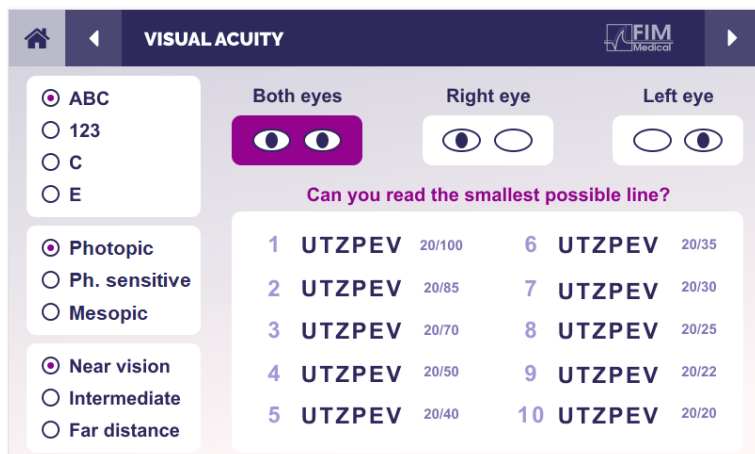 VISUAL ACUITY
FIM
Medical
ABC
123
C
E
Photopic
Ph. sensitive
Mesopic
Near vision
Intermediate
Far distance
Both eyes Right eye Left eye
Can you read the smallest possible line?
1 UTZPEV 20/100
2 UTZPEV 20/85
3 UTZPEV 20/70
4 UTZPEV 20/50
5 UTZPEV 20/40
6 UTZPEV 20/35
7 UTZPEV 20/30
8 UTZPEV 20/25
9 UTZPEV 20/22
10 UTZPEV 20/20